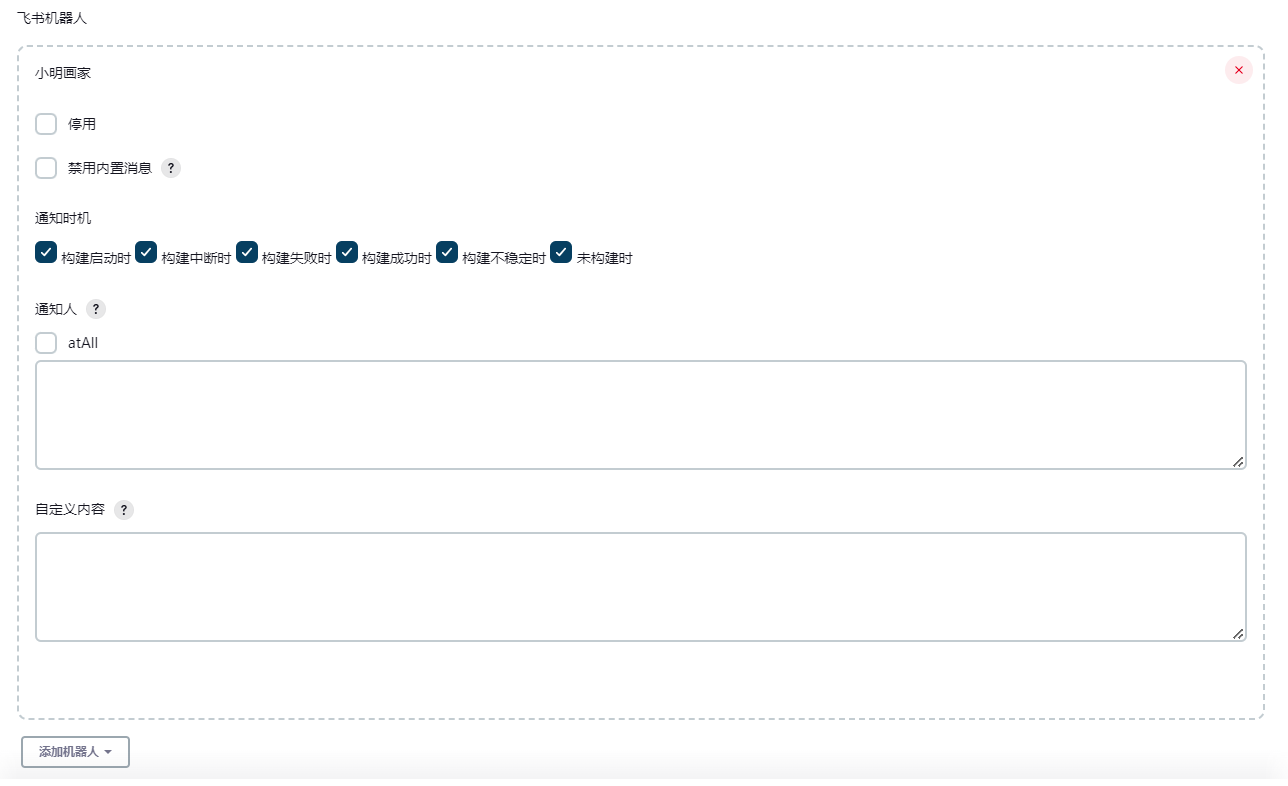 飞书机器人
小明画家
停用
禁用内置消息 ?
通知时机
构建启动时 构建中断时 构建失败时 构建成功时 构建不稳定时 未构建时
通知人 ?
atAll
自定义内容 ?
添加机器人